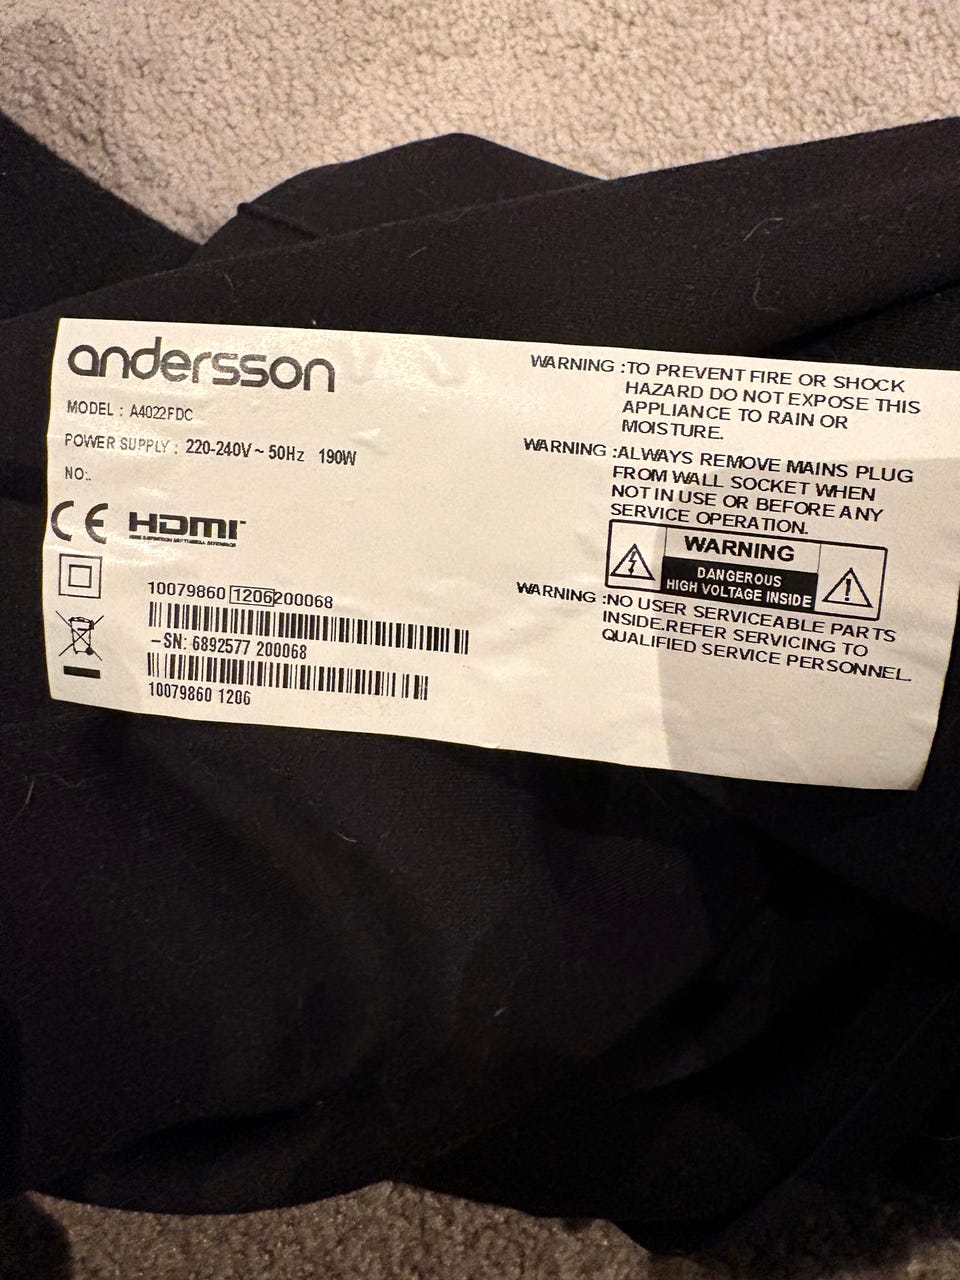 andersson
MODEL : A4022FDC
POWER SUPPLY : 220-240V ~ 50Hz 190W
NO:.
CE HDMI
10079860 1206 200068
-SN: 6892577 200068
10079860 1206
WARNING :TO PREVENT FIRE OR SHOCK
HAZARD DO NOT EXPOSE THIS
APPLIANCE TO RAIN OR
MOISTURE.
WARNING :ALWAYS REMOVE MAINS PLUG
FROM WALL SOCKET WHEN
NOT IN USE OR BEFORE ANY
SERVICE OPERATION.
WARNING
DANGEROUS
HIGH VOLTAGE INSIDE
WARNING :NO USER SERVICEABLE PARTS
INSIDE.REFER SERVICING TO
QUALIFIED SERVICE PERSONNEL.